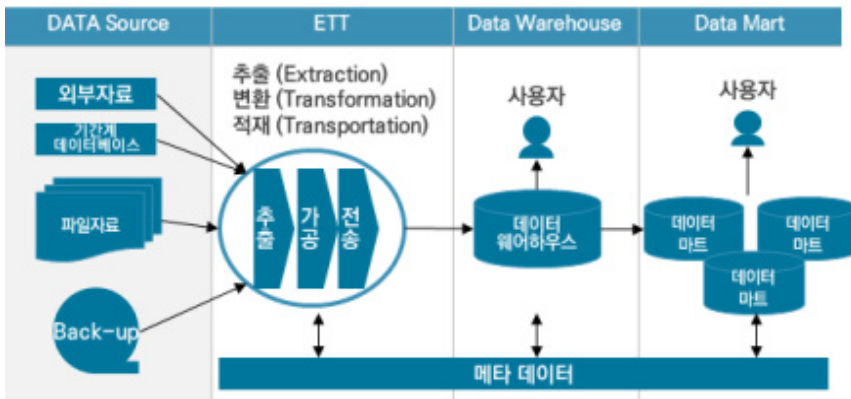 DATA Source
ETT
Data Warehouse
Data Mart
외부자료
기간계
데이터베이스
파일자료
Back-up
추출 (Extraction)
변환 (Transformation)
적재 (Transportation)
추출
가공
전송
사용자
데이터
웨어하우스
사용자
데이터
마트
데이터
마트
데이터
마트
메타 데이터